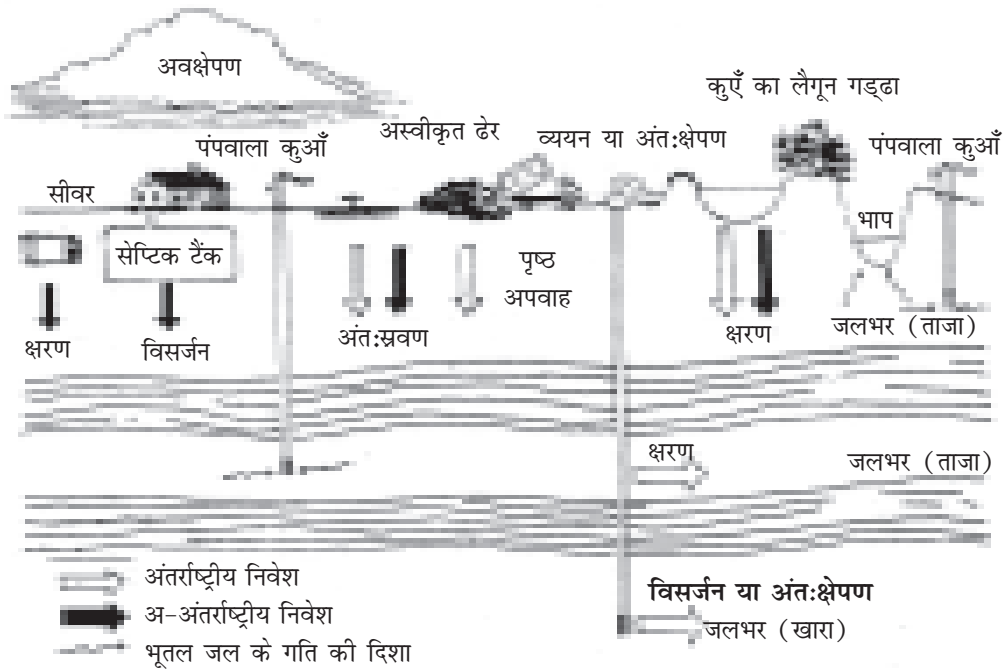 अवक्षेपण
कुएँ का लैगून गड्ढा
अस्वीकृत ढेर
व्ययन या अंत:क्षेपण
पंपवाला कुआँ
पंपवाला कुआँ
सीवर
भाप
सेप्टिक टैंक
पृष्ठ
अपवाह
क्षरण
विसर्जन
अंत:स्रवण
क्षरण
जलभर (ताजा)
क्षरण
जलभर (ताजा)
अंतर्राष्ट्रीय निवेश
अ-अंतर्राष्ट्रीय निवेश
भूतल जल के गति की दिशा
विसर्जन या अंत:क्षेपण
जलभर (खारा)